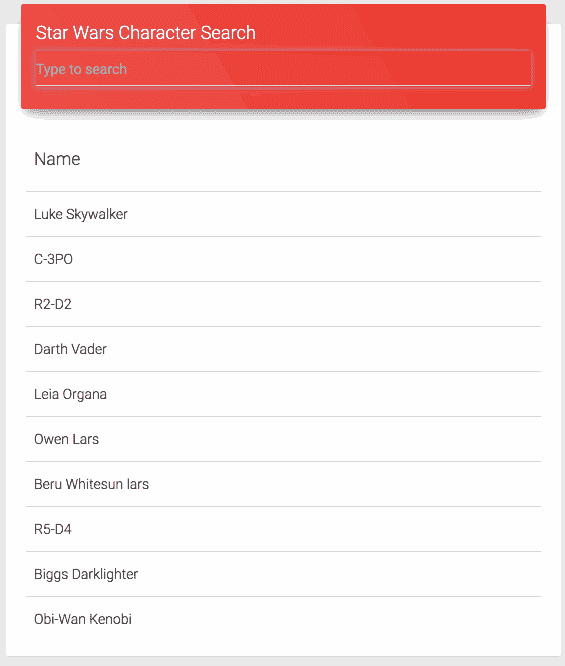 Star Wars Character Search
Type to search
Name
Luke Skywalker
C-3PO
R2-D2
Darth Vader
Leia Organa
Owen Lars
Beru Whitesun lars
R5-D4
Biggs Darklighter
Obi-Wan Kenobi